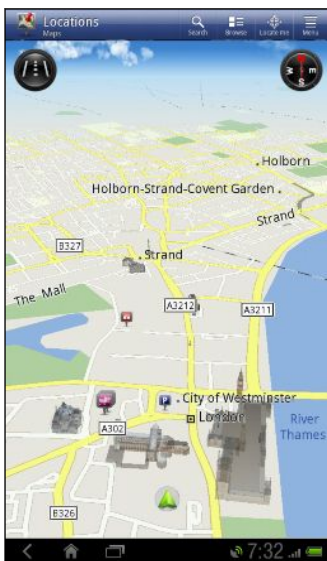 Locations
Maps
Search
Browse
Locate me
Menu
W
E
S
Holborn
Holborn-Strand-Covent Garden
Strand
B327
Strand
The Mall
A3212
A3211
P
City of Westminster
London
A302
River
Thames
B326
7:32